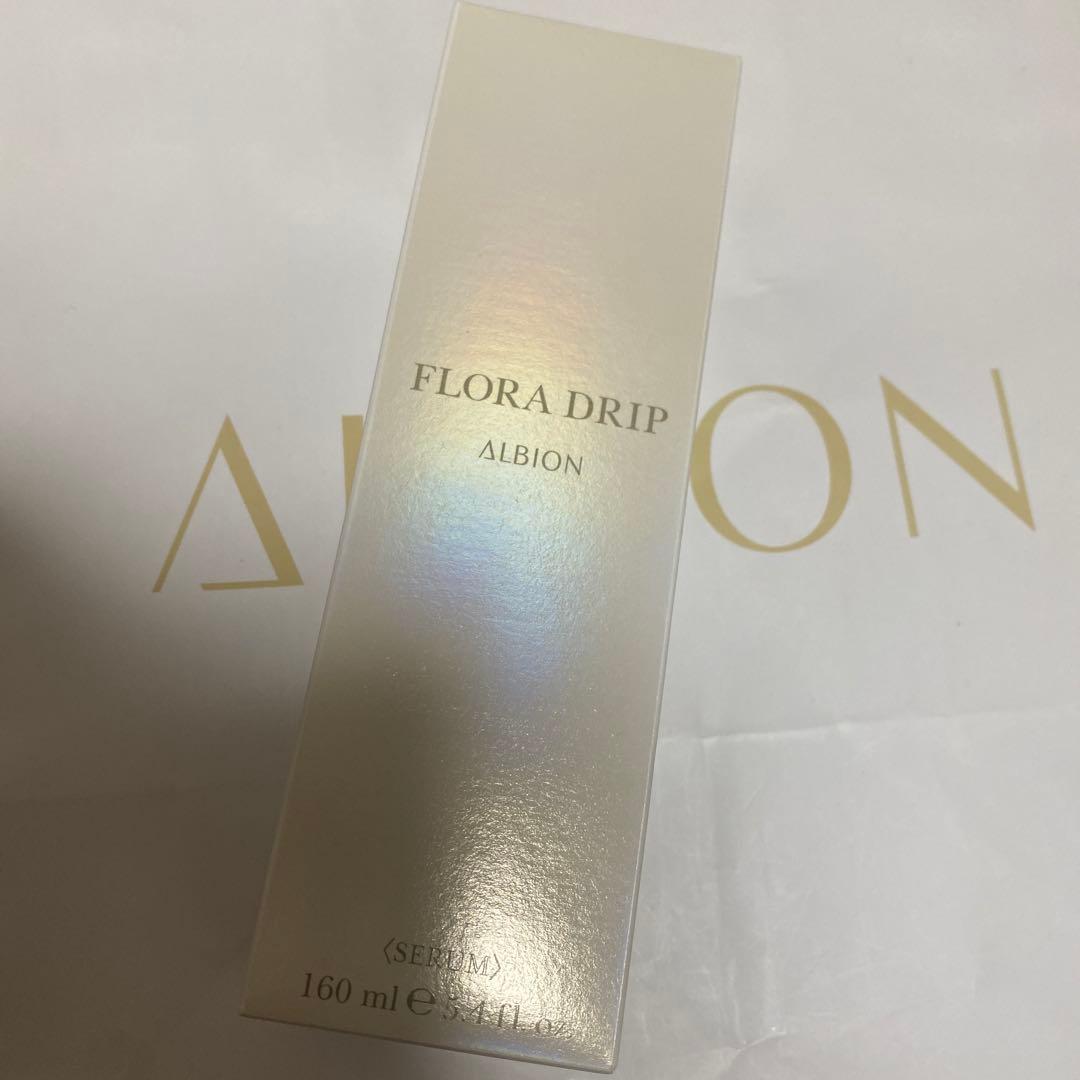 FLORA DRIP
ALBION
〈SERUM〉
160 ml ℮ 5.4 fl. oz.